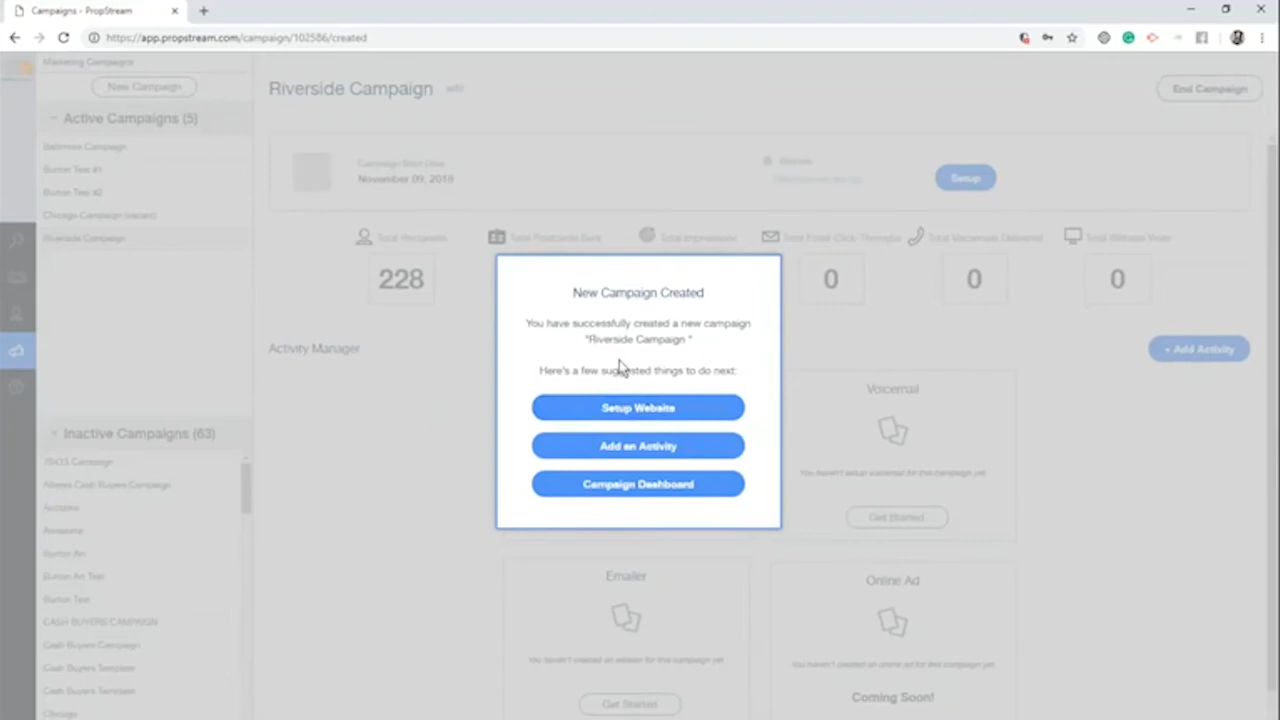 Campaigns - PropStream
https://app.propstream.com/campaign/102586/created
Marketing Campaigns
New Campaign
Riverside Campaign
edit
End Campaign
Active Campaigns (5)
Baltimore Campaign
Burton Test #1
Burton Test #2
Chicago Campaign (vacant)
Riverside Campaign
Campaign Start Date
November 09, 2018
Website
Setup
Total Recipients
Total Postcards Sent
Total Impressions
Total Email Click-Throughs
Total Voicemails Delivered
Total Website Visits
228
0
0
0
New Campaign Created
You have successfully created a new campaign
"Riverside Campaign "
Here's a few suggested things to do next:
Setup Website
Add an Activity
Campaign Dashboard
Activity Manager
+ Add Activity
Voicemail
You haven't setup voicemail for this campaign yet
Get Started
Emailer
You haven't created an emailer for this campaign yet
Get Started
Online Ad
You haven't created an online ad for this campaign yet
Coming Soon!
Inactive Campaigns (63)
Atlanta Cash Buyers Campaign
Awesome
Awesome
Burton Ari
Burton Ari Test
Burton Test
CASH BUYERS CAMPAIGN
Cash Buyers Campaign
Cash Buyers Template
Cash Buyers Template
Chicago